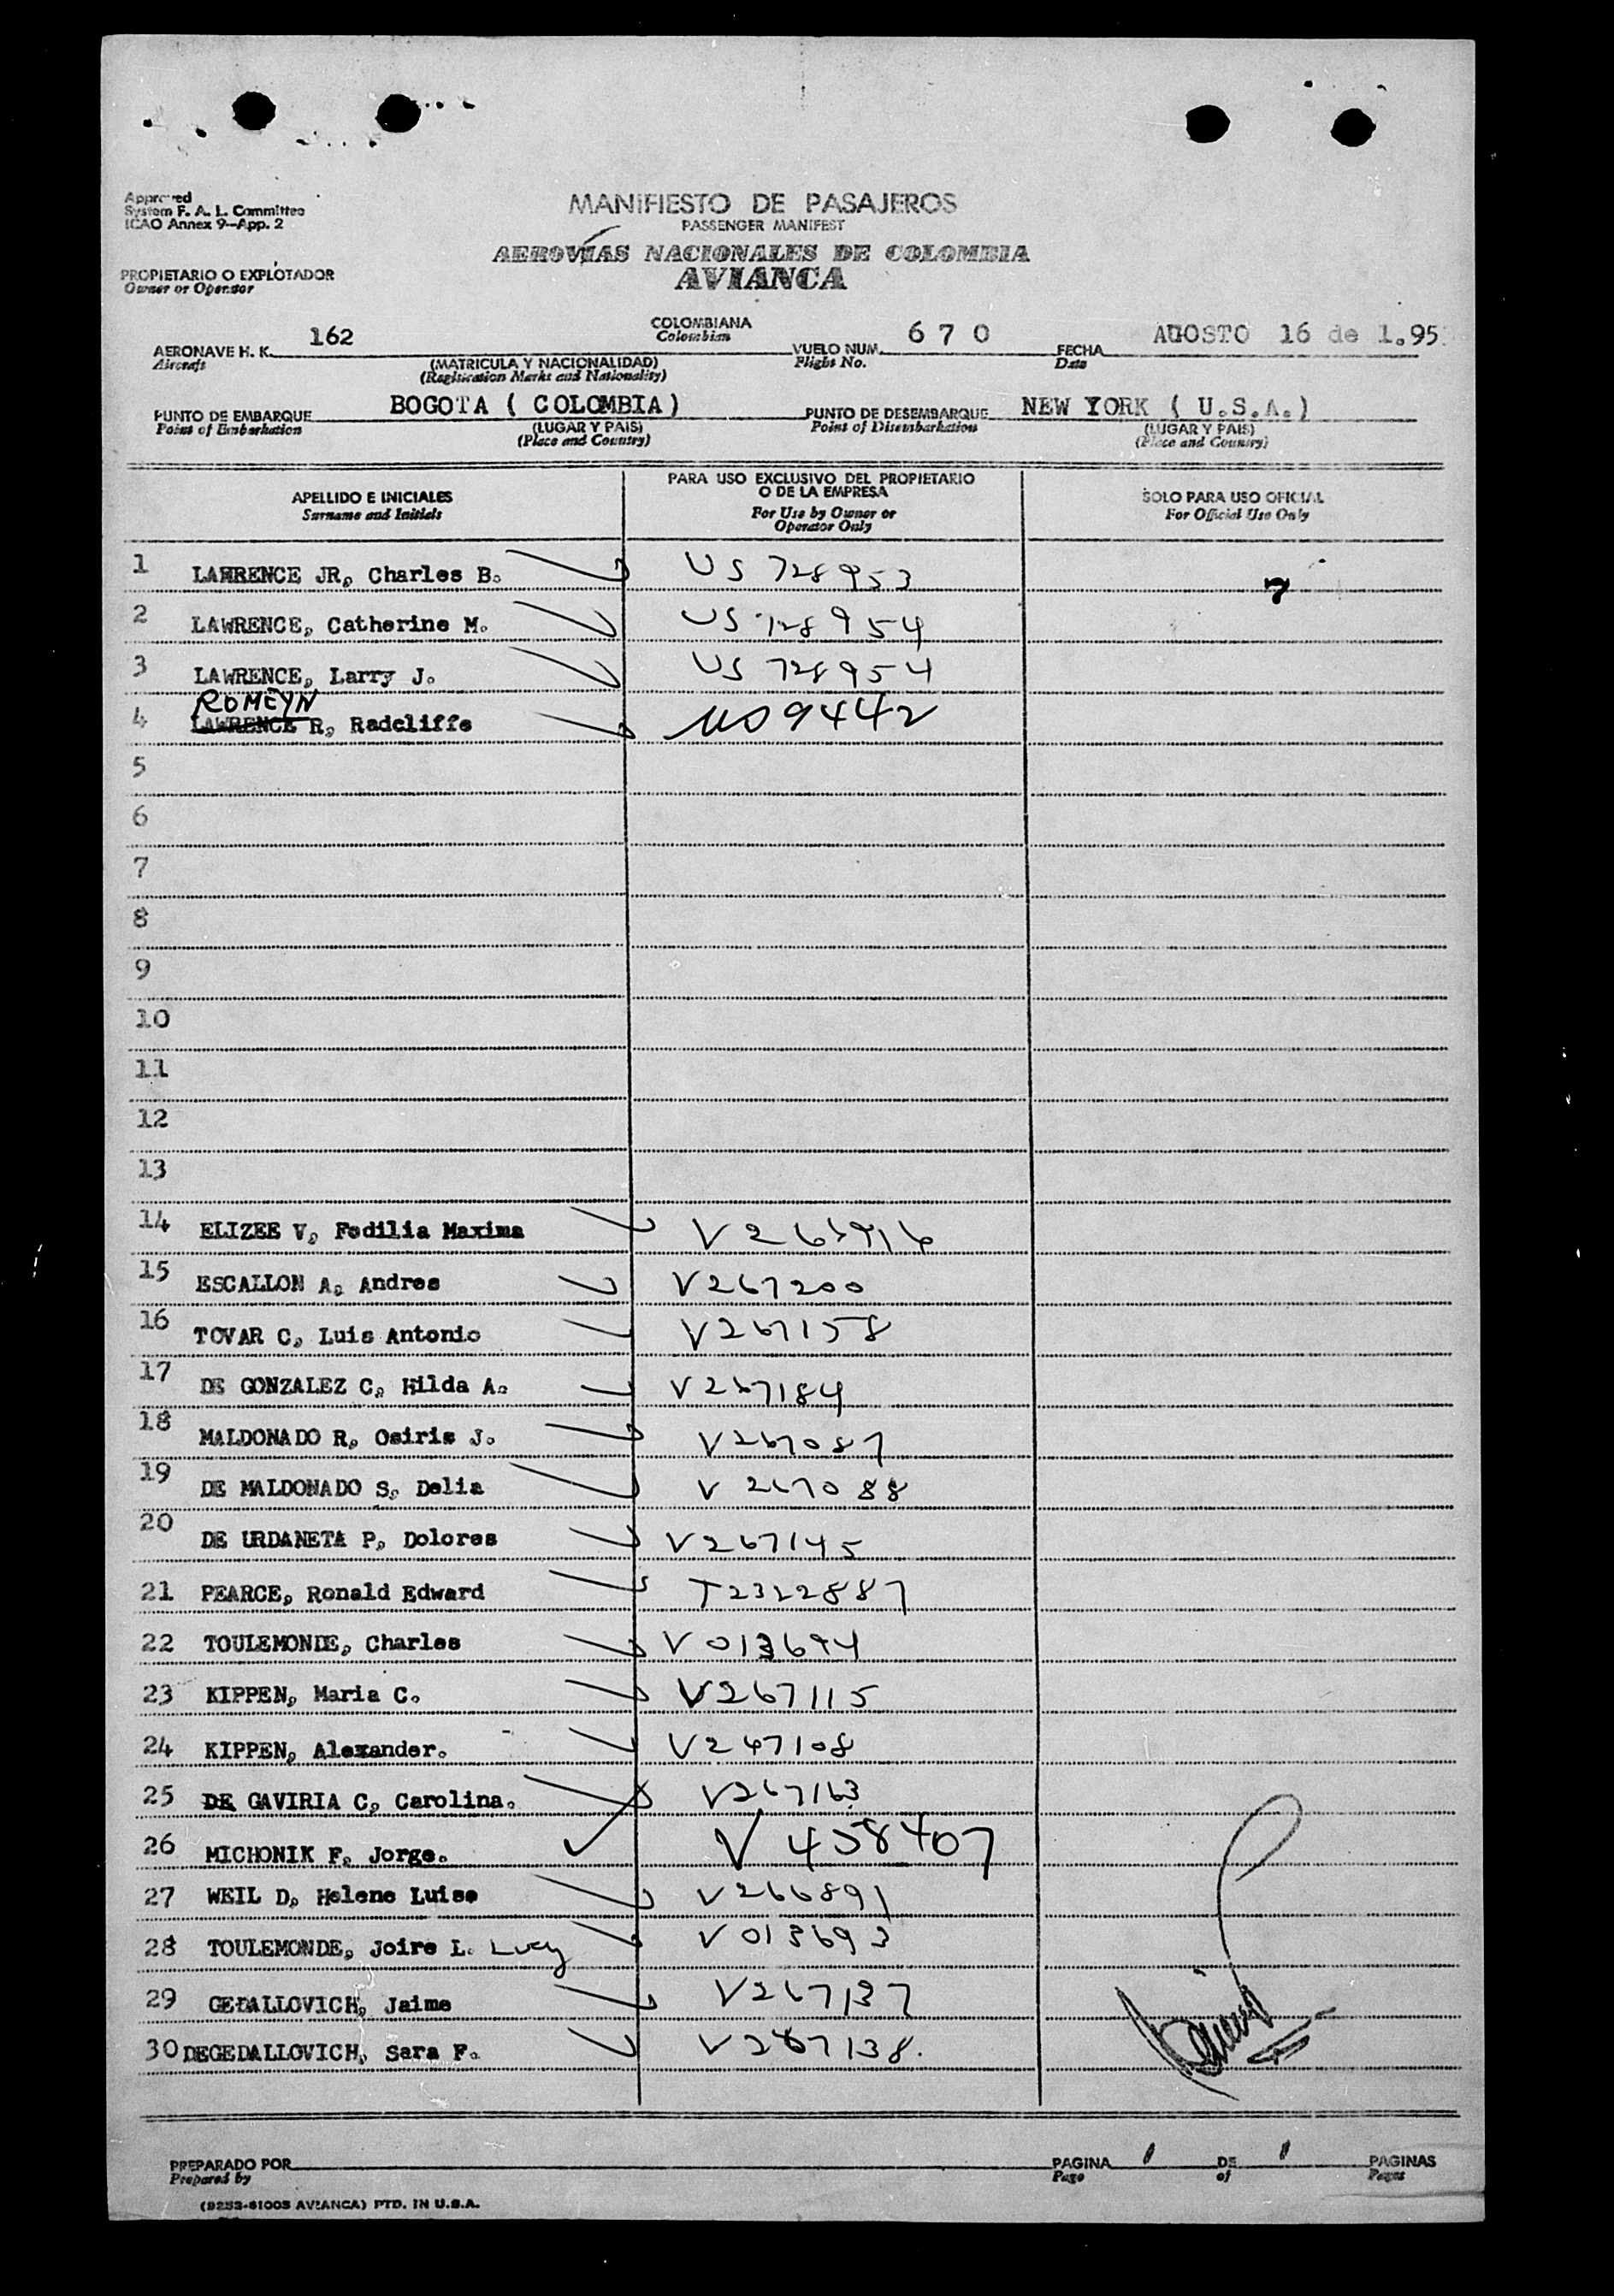 Approved
System F. A. L. Committee
ICAO Annex 9—App. 2
MANIFIESTO DE PASAJEROS
PASSENGER MANIFEST
AEROVIAS NACIONALES DE COLOMBIA
AVIANCA
PROPIETARIO O EXPLOTADOR
Owner or Operator
AERONAVE H. K. 162 COLOMBIANA VUELO NUM. 6 7 0 FECHA AGOSTO 16 de 1.95
Aircraft Colombian Flight No. Date
(MATRICULA Y NACIONALIDAD)
(Registration Marks and Nationality)
PUNTO DE EMBARQUE BOGOTA ( COLOMBIA) PUNTO DE DESEMBARQUE NEW YORK ( U.S.A.)
Point of Embarkation (LUGAR Y PAIS) Point of Disembarkation (LUGAR Y PAIS)
(Place and Country) (Place and Country)
APELLIDO E INICIALES PARA USO EXCLUSIVO DEL PROPIETARIO O DE LA EMPRESA SOLO PARA USO OFICIAL
Surname and Initials For Use by Owner or Operator Only For Official Use Only
1 LAWRENCE JR, Charles B. US 728953
7
2 LAWRENCE, Catherine M. US 728954
3 LAWRENCE, Larry J. US 728954
ROMEYN
4 LAWRENCE R, Radcliffe 9442
5
6
7
8
9
10
11
12
13
14 ELIZEE V, Fedilia Maxima
15 ESCALLON A. Andres V267200
16 TOVAR C, Luis Antonio V267158
17 DE GONZALEZ C, Hilda A. V267184
18 MALDONADO R, Osiris J. V267087
19 DE MALDONADO S, Delia V 267088
20 DE URDANETA P, Dolores V267145
21 PEARCE, Ronald Edward T2322887
22 TOULEMONDE, Charles V013694
23 KIPPEN, Maria C. V267115
24 KIPPEN, Alexander. V267108
25 DE GAVIRIA C, Carolina. V267163
26 MICHONIK F, Jorge. V 458407
27 WEIL D, Helene Luise V266891
28 TOULEMONDE, Joire L. Lucy V013693
29 GEDALLOVICH, Jaime V267137
30 DEGEDALLOVICH, Sara F. V267138.
PREPARADO POR PAGINA 1 DE 1 PAGINAS
Prepared by Page of Pages
(9253-61005 AVIANCA) PTD. IN U.S.A.